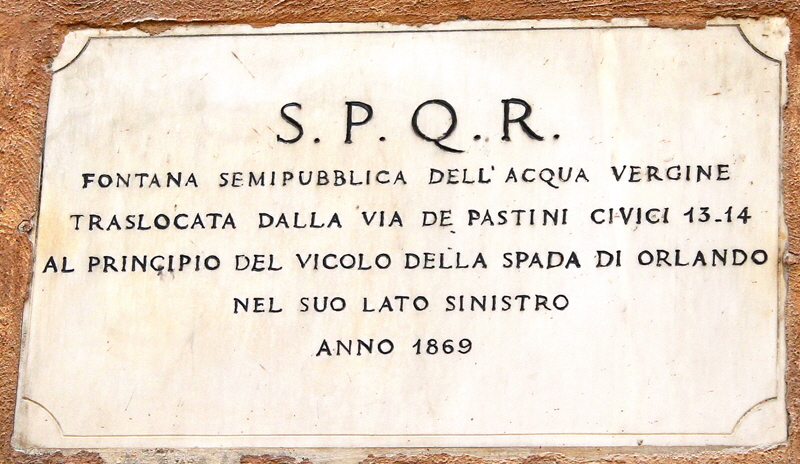 S. P. Q. R.
FONTANA SEMIPUBBLICA DELL' ACQUA VERGINE
TRASLOCATA DALLA VIA DE PASTINI CIVICI 13-14
AL PRINCIPIO DEL VICOLO DELLA SPADA DI ORLANDO
NEL SUO LATO SINISTRO
ANNO 1869